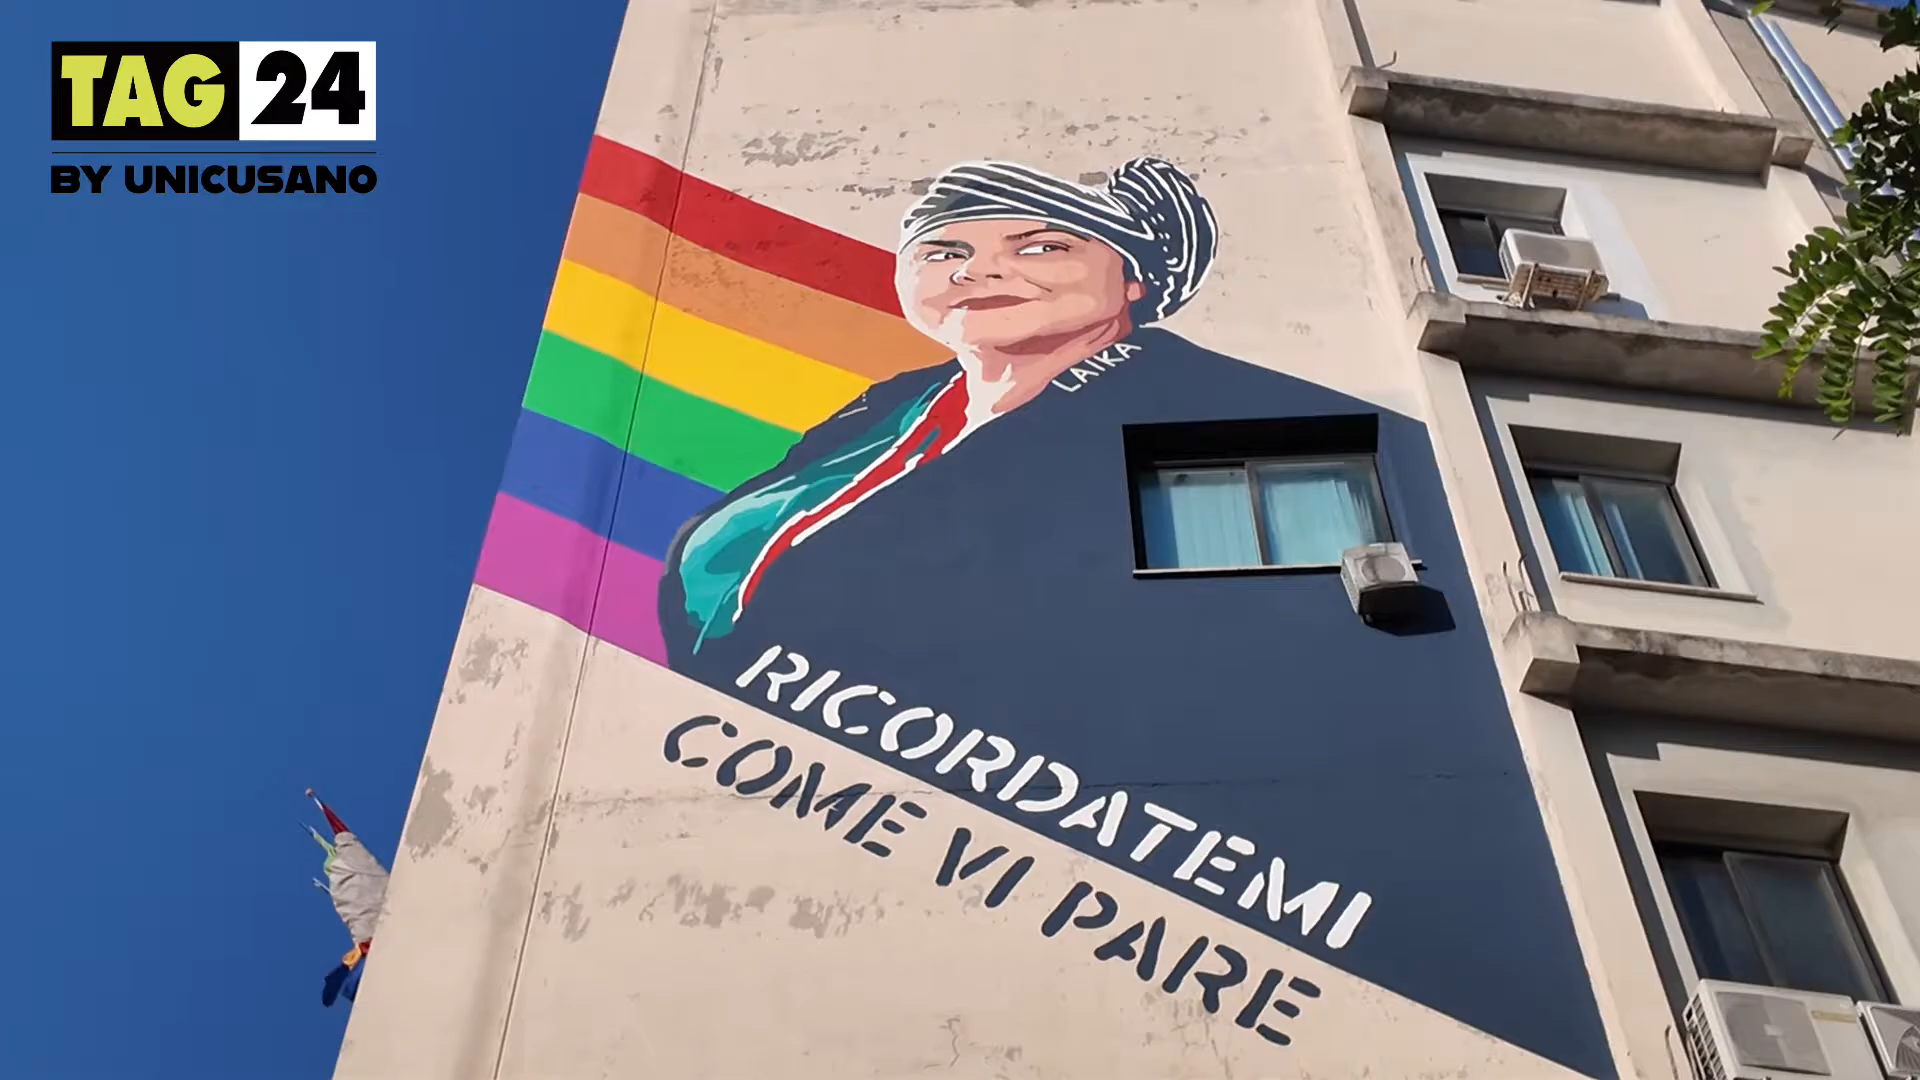 TAG 24
BY UNICUSANO
LAIKA
RICORDATEMI
COME VI PARE